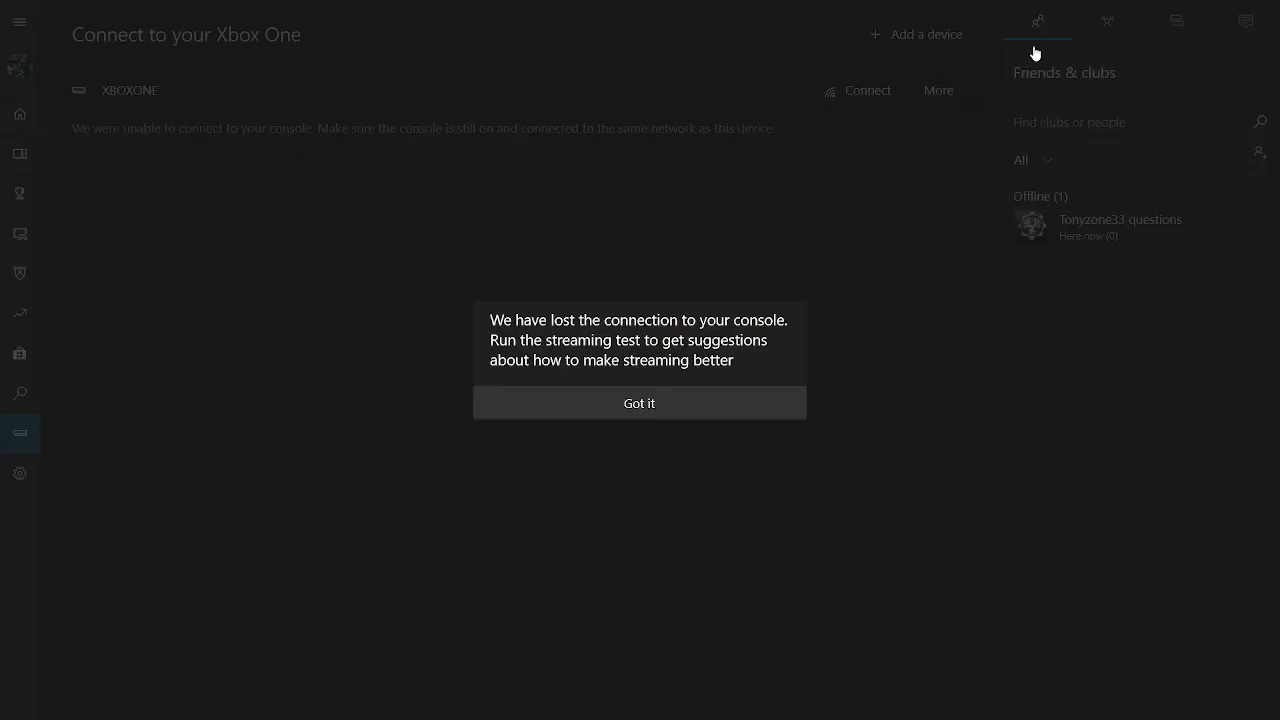 Connect to your Xbox One
Add a device
XBOXONE
Connect
More
We were unable to connect to your console. Make sure the console is still on and connected to the same network as this device.
Friends & clubs
Find clubs or people
All
Offline (1)
Tonyzone33 questions
Here now (0)
We have lost the connection to your console.
Run the streaming test to get suggestions
about how to make streaming better
Got it